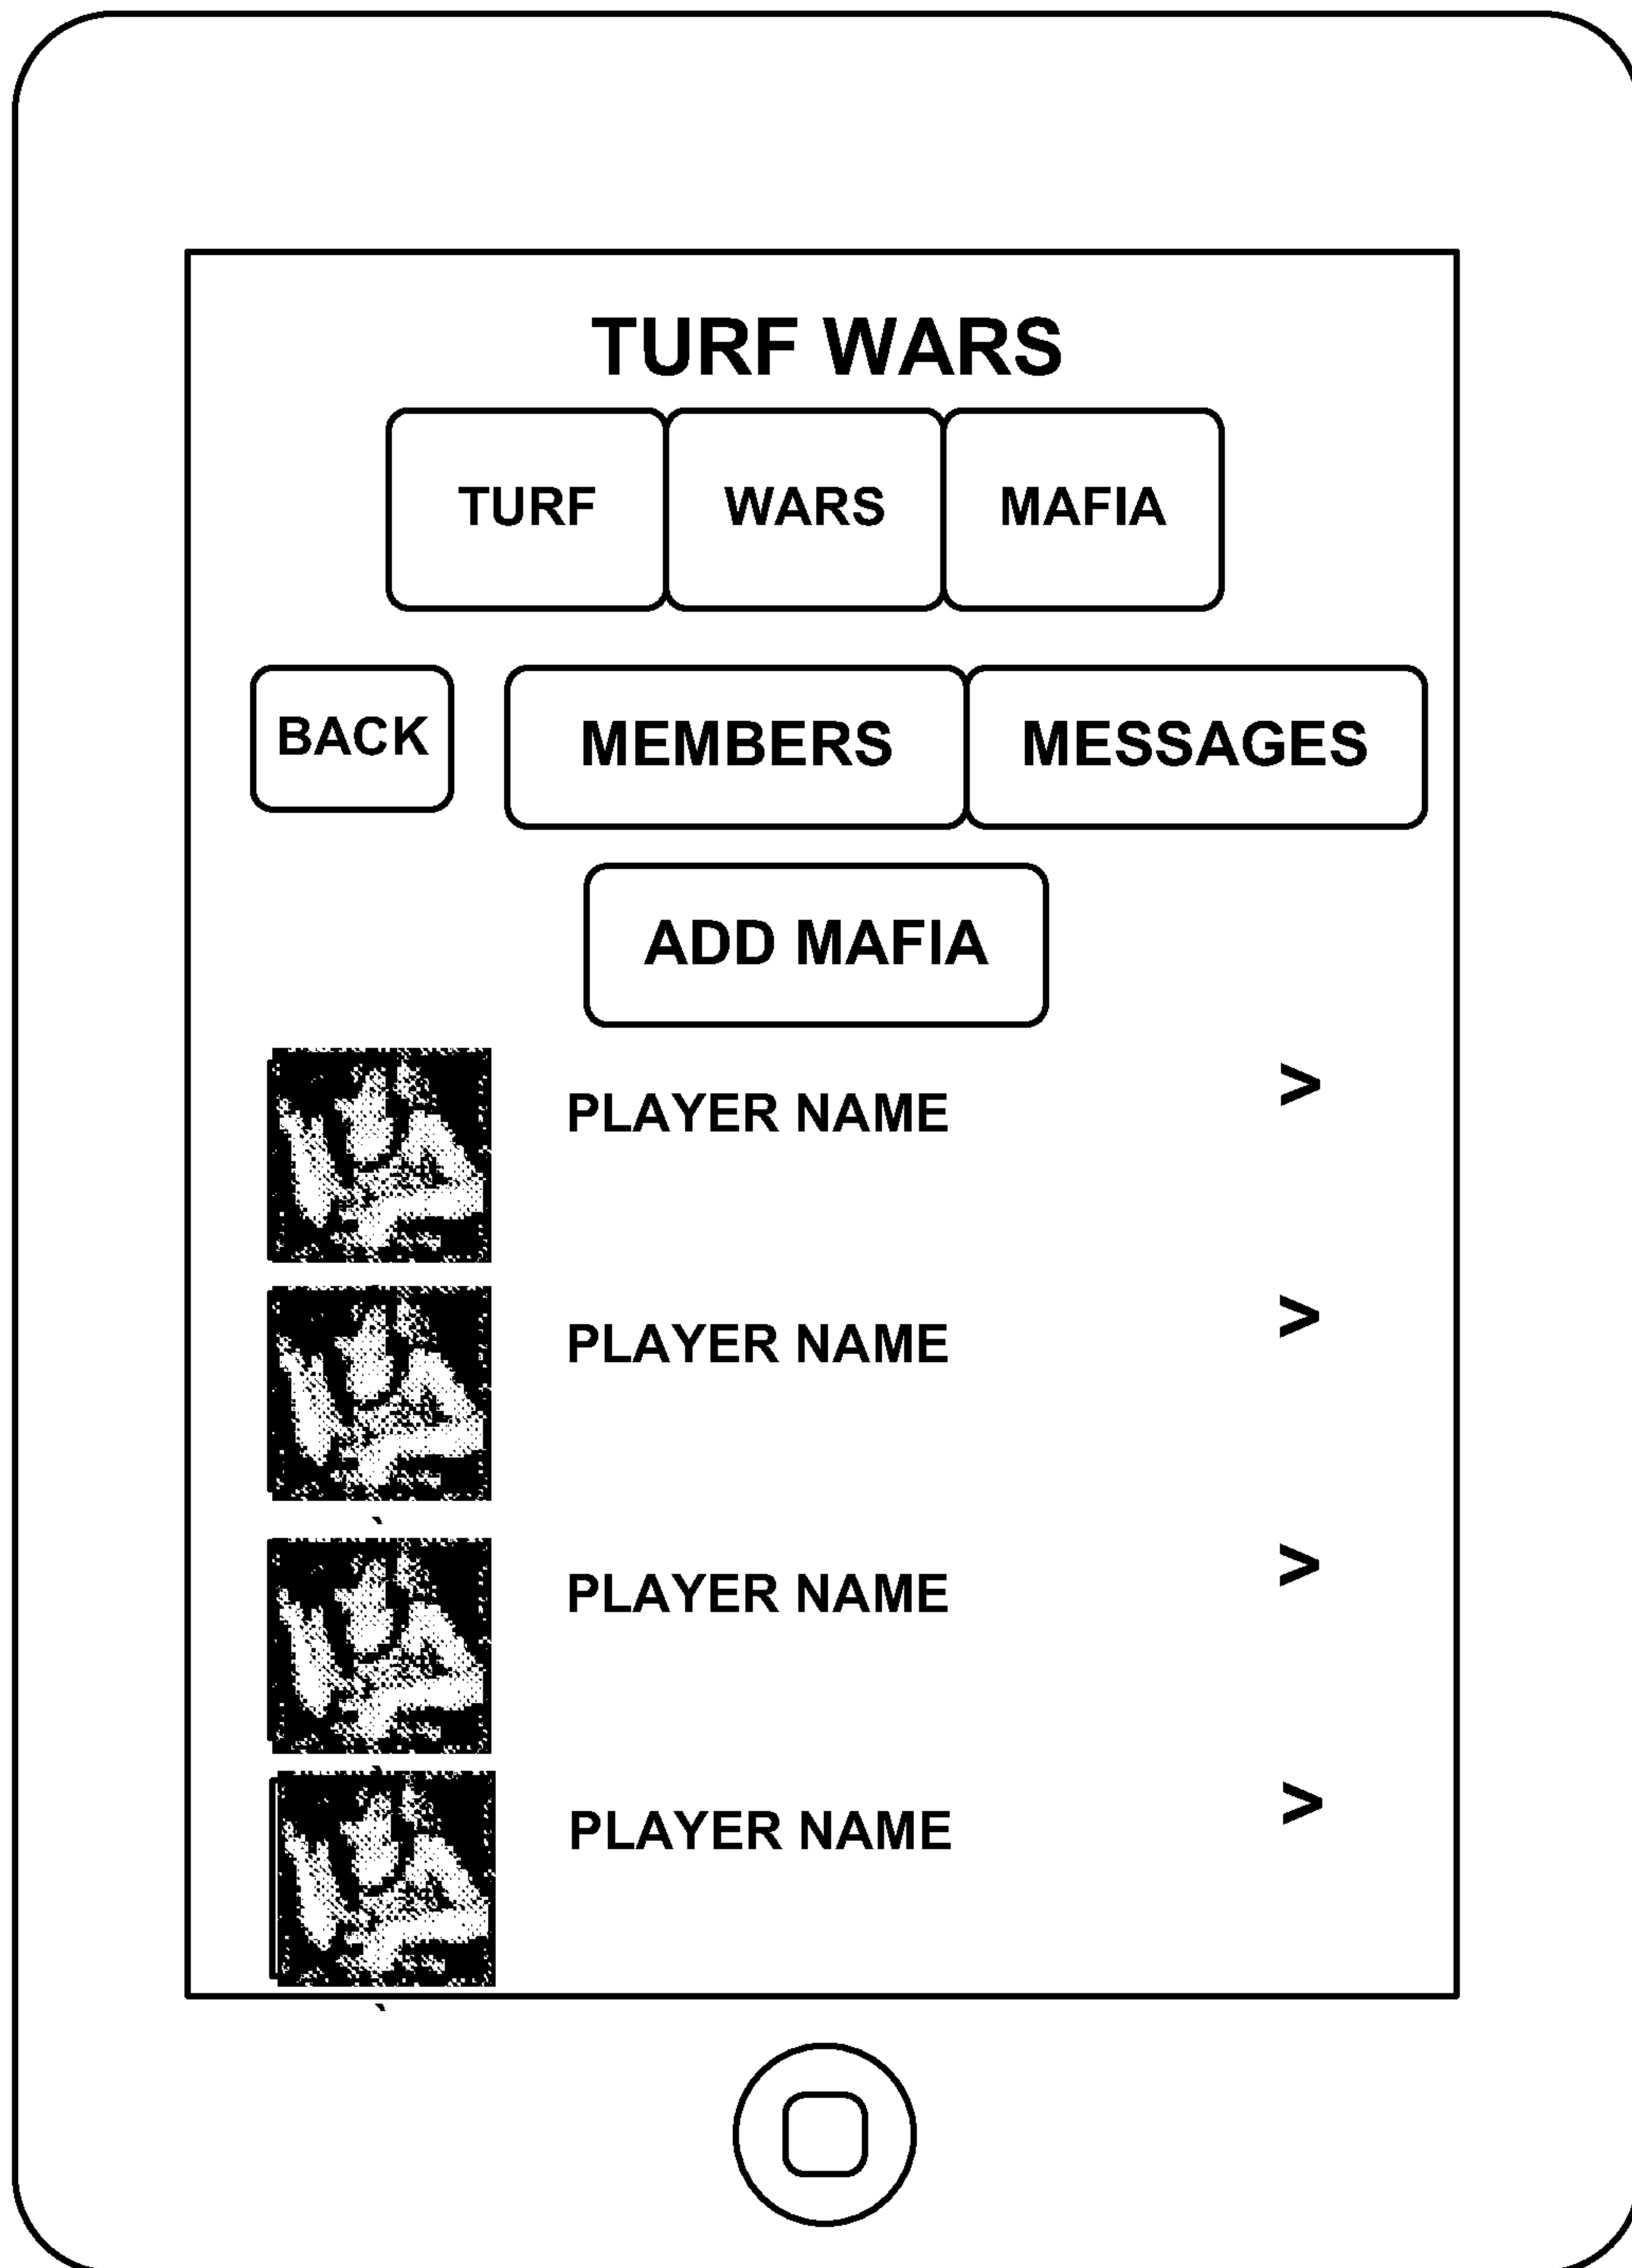 TURF WARS
TURF WARS MAFIA
BACK MEMBERS MESSAGES
ADD MAFIA
PLAYER NAME >
PLAYER NAME >
PLAYER NAME >
PLAYER NAME >